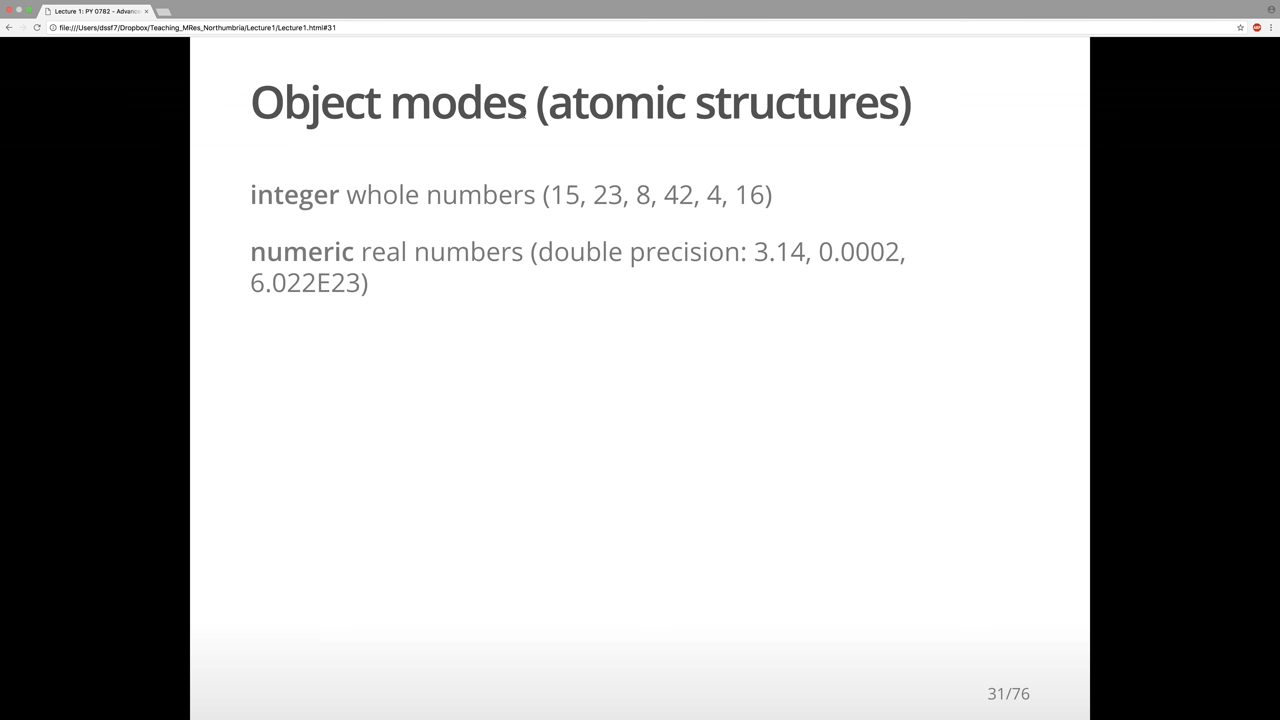 Lecture 1: PY 0782 - Advanc
file:///Users/dssf7/Dropbox/Teaching_MRes_Northumbria/Lecture1/Lecture1.html#31
Object modes (atomic structures)
integer whole numbers (15, 23, 8, 42, 4, 16)
numeric real numbers (double precision: 3.14, 0.0002,
6.022E23)
31/76